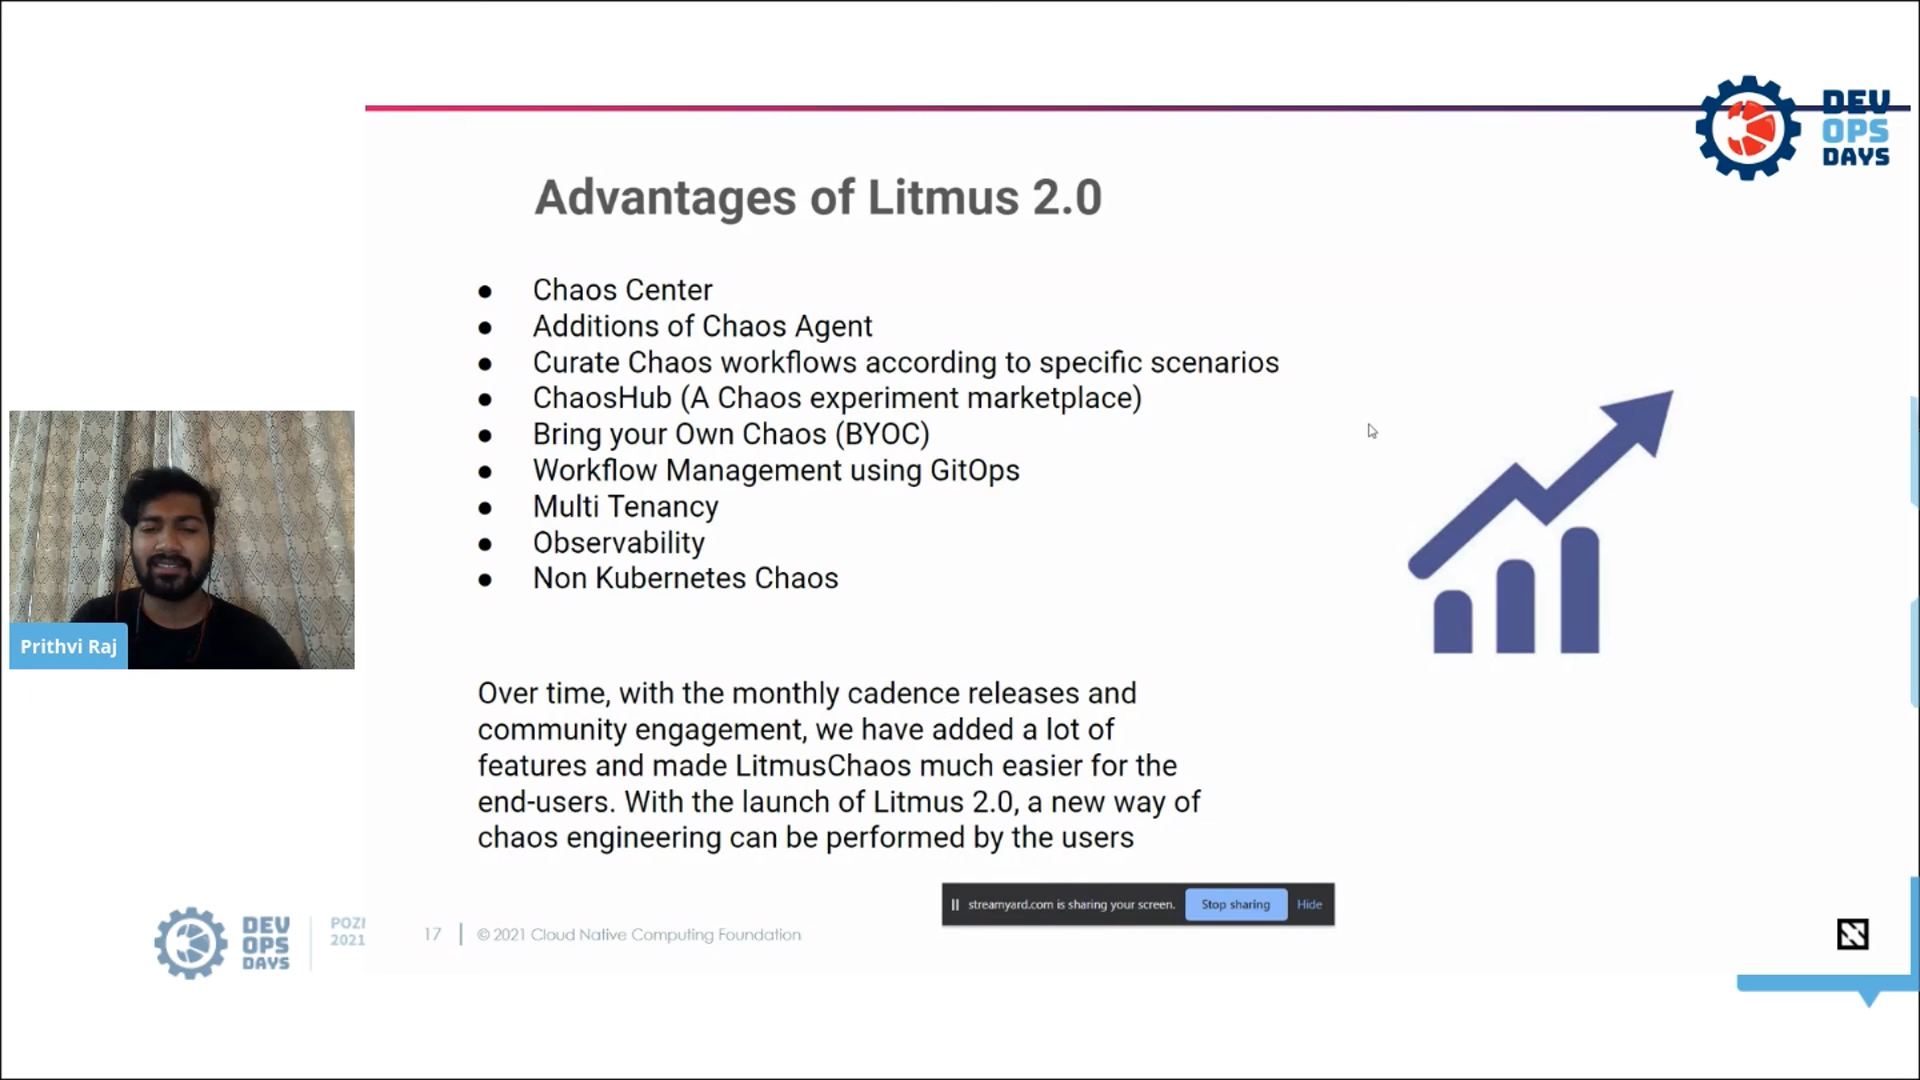 DEV
OPS
DAYS
Advantages of Litmus 2.0
● Chaos Center
● Additions of Chaos Agent
● Curate Chaos workflows according to specific scenarios
● ChaosHub (A Chaos experiment marketplace)
● Bring your Own Chaos (BYOC)
● Workflow Management using GitOps
● Multi Tenancy
● Observability
● Non Kubernetes Chaos
Prithvi Raj
Over time, with the monthly cadence releases and
community engagement, we have added a lot of
features and made LitmusChaos much easier for the
end-users. With the launch of Litmus 2.0, a new way of
chaos engineering can be performed by the users
streamyard.com is sharing your screen. Stop sharing Hide
DEV
OPS
DAYS
POZ
2021
17 | © 2021 Cloud Native Computing Foundation